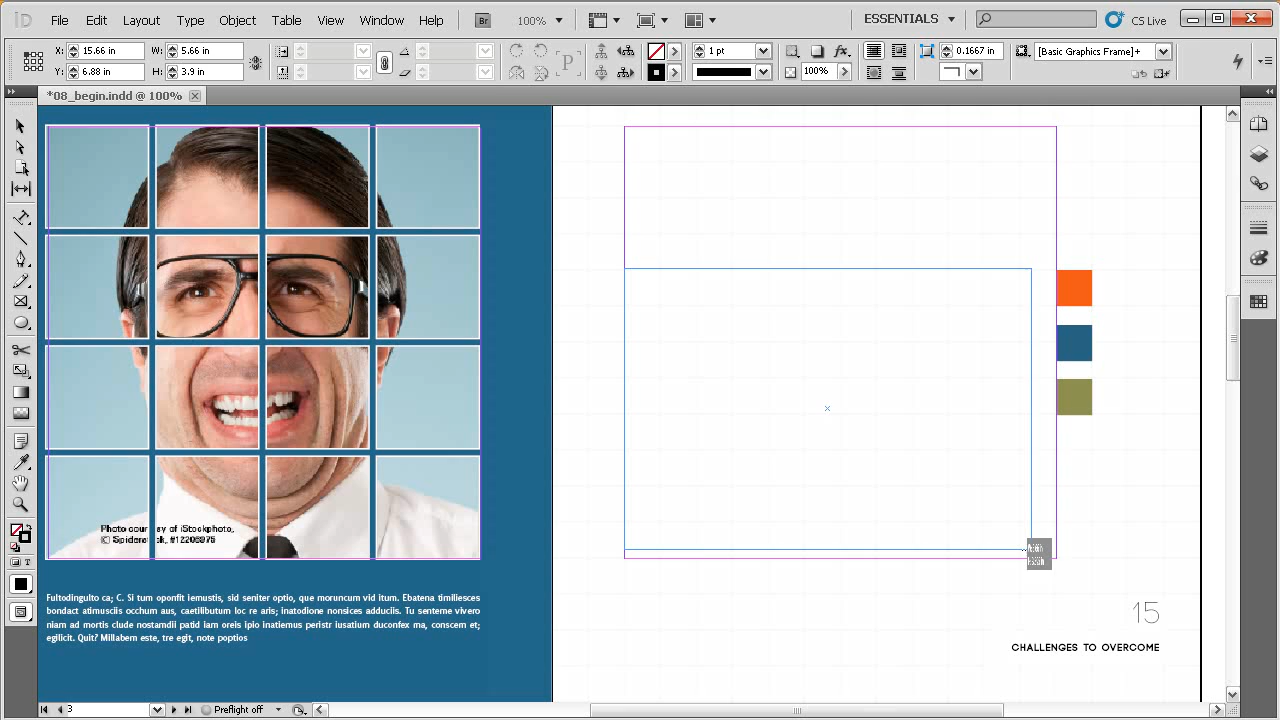 iD File Edit Layout Type Object Table View Window Help Br 100% ESSENTIALS CS Live
X: 15.66 in W: 5.66 in 1 pt fx. 0.1667 in [Basic Graphics Frame]+
Y: 6.88 in H: 3.9 in P 100%
*08_begin.indd @ 100%
Photo courtesy of iStockphoto,
Fultodinguito ca; C. Si tum oponfit iemustis, sid seniter optio, que moruncum vid itum. Ebatena timiliesces
bondact atimusciis occhum aus, caetilibutum loc re aris; inatodione nonsices adduciis. Tu senteme vivero
niam ad mortis clude nostamdii patid iam oreis ipio inatiemus peristr iusatium duconfex ma, conscem et;
egilicit. Quit? Millabem este, tre egit, note poptios
15
CHALLENGES TO OVERCOME
3 Preflight off